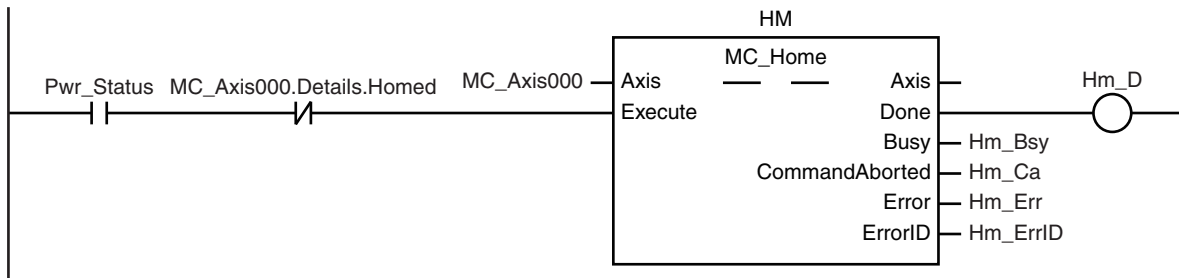 HM
MC_Home
Pwr_Status MC_Axis000.Details.Homed MC_Axis000 Axis Axis Hm_D
Execute Done
Busy Hm_Bsy
CommandAborted Hm_Ca
Error Hm_Err
ErrorID Hm_ErrID